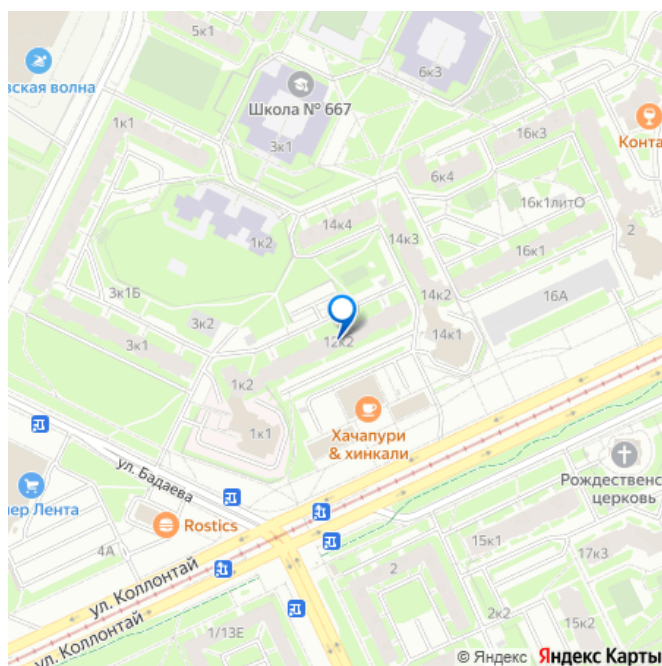 5к1
6к3
вская волна
Школа № 667
1к1
3к1
16к3
Конта
6к4
16к1литО
1к2
14к4
14к3
2
16к1
3к1Б
14к2
16А
3к2
14к1
3к1
12к2
1к2
Хачапури
& хинкали
1к1
ул. Бадаева
Рождественс
церковь
пер Лента
Rostics
15к1
4А
17к3
ул. Коллонтай
2
2к2
15к2
ул. Коллонтай
1/13Е
© Яндекс Яндекс Карты